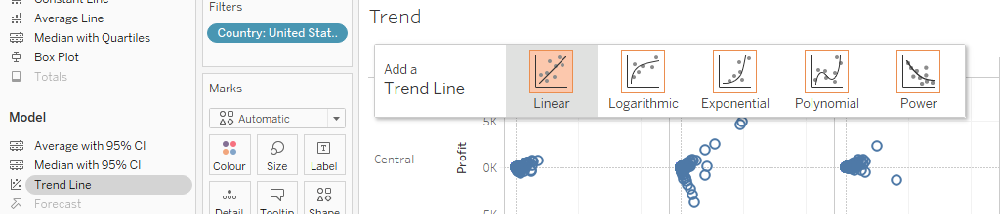 Constant Line
Average Line
Median with Quartiles
Box Plot
Totals
Model
Average with 95% CI
Median with 95% CI
Trend Line
Forecast
Filters
Country: United Stat..
Marks
Automatic
Colour
Size
Label
Detail
Tooltip
Shape
Trend
Add a
Trend Line
Linear
Logarithmic
Exponential
Polynomial
Power
Central
Profit
5K
0K
-5K